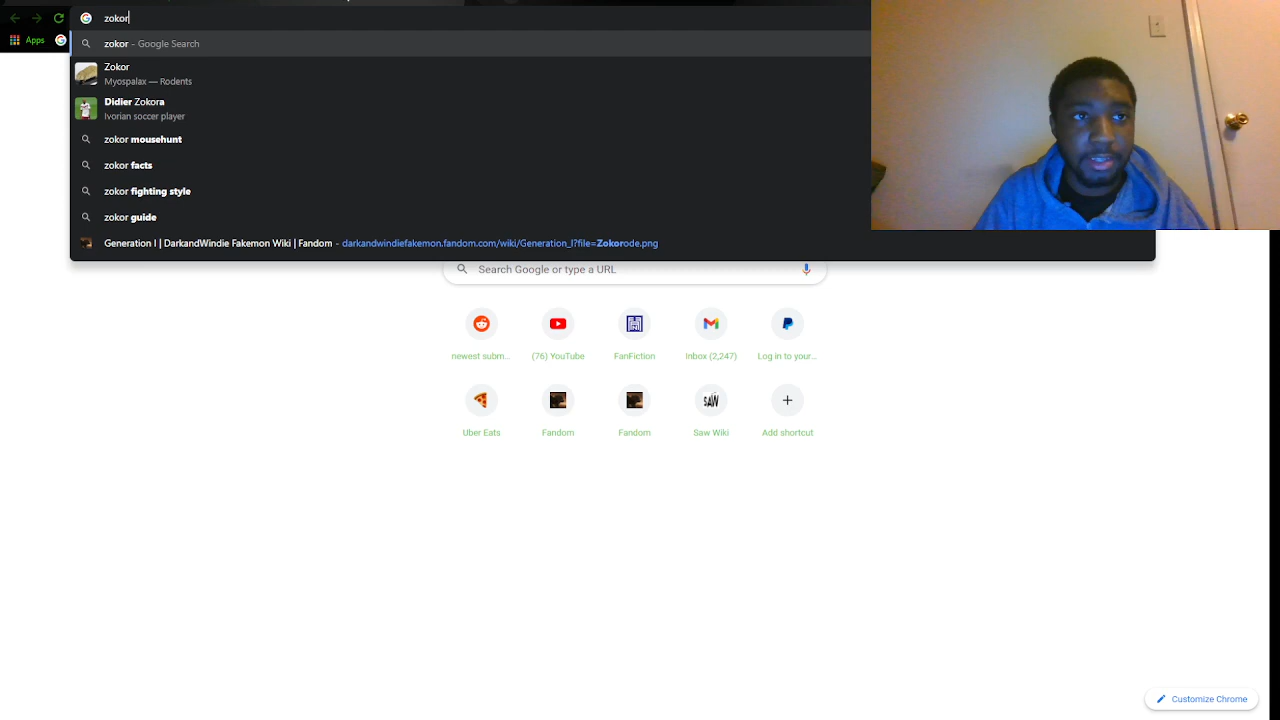 zokor
Apps
zokor - Google Search
Zokor
Myospalax — Rodents
Didier Zokora
Ivorian soccer player
zokor mousehunt
zokor facts
zokor fighting style
zokor guide
Generation I | DarkandWindie Fakemon Wiki | Fandom - darkandwindiefakemon.fandom.com/wiki/Generation_I?file=Zokorode.png
Search Google or type a URL
newest subm... (76) YouTube FanFiction Inbox (2,247) Log in to your...
SAW
Uber Eats Fandom Fandom Saw Wiki Add shortcut
Customize Chrome